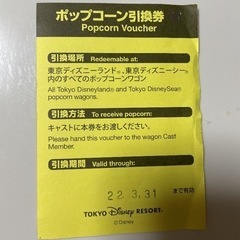 ポップコーン引換券
Popcorn Voucher
引換場所 Redeemable at:
東京ディズニーランド®、東京ディズニーシー®
内のすべてのポップコーンワゴン
All Tokyo Disneyland® and Tokyo DisneySea®
popcorn wagons.
引換方法 To receive popcorn:
キャストに本券をお渡しください。
Please hand this voucher to the wagon Cast
Member.
引換期間 Valid through:
22.3.31 まで有効
TOKYO Disney RESORT®
© Disney